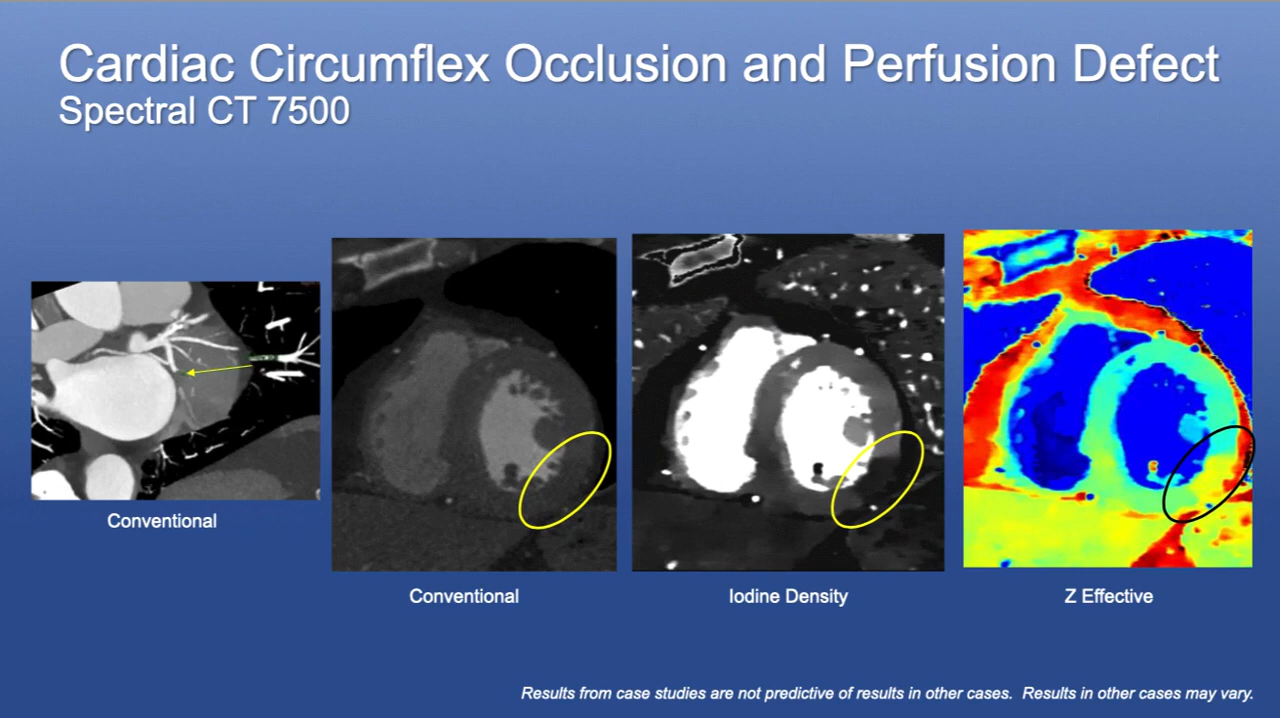 Cardiac Circumflex Occlusion and Perfusion Defect
Spectral CT 7500
Conventional
Conventional
Iodine Density
Z Effective
Results from case studies are not predictive of results in other cases. Results in other cases may vary.